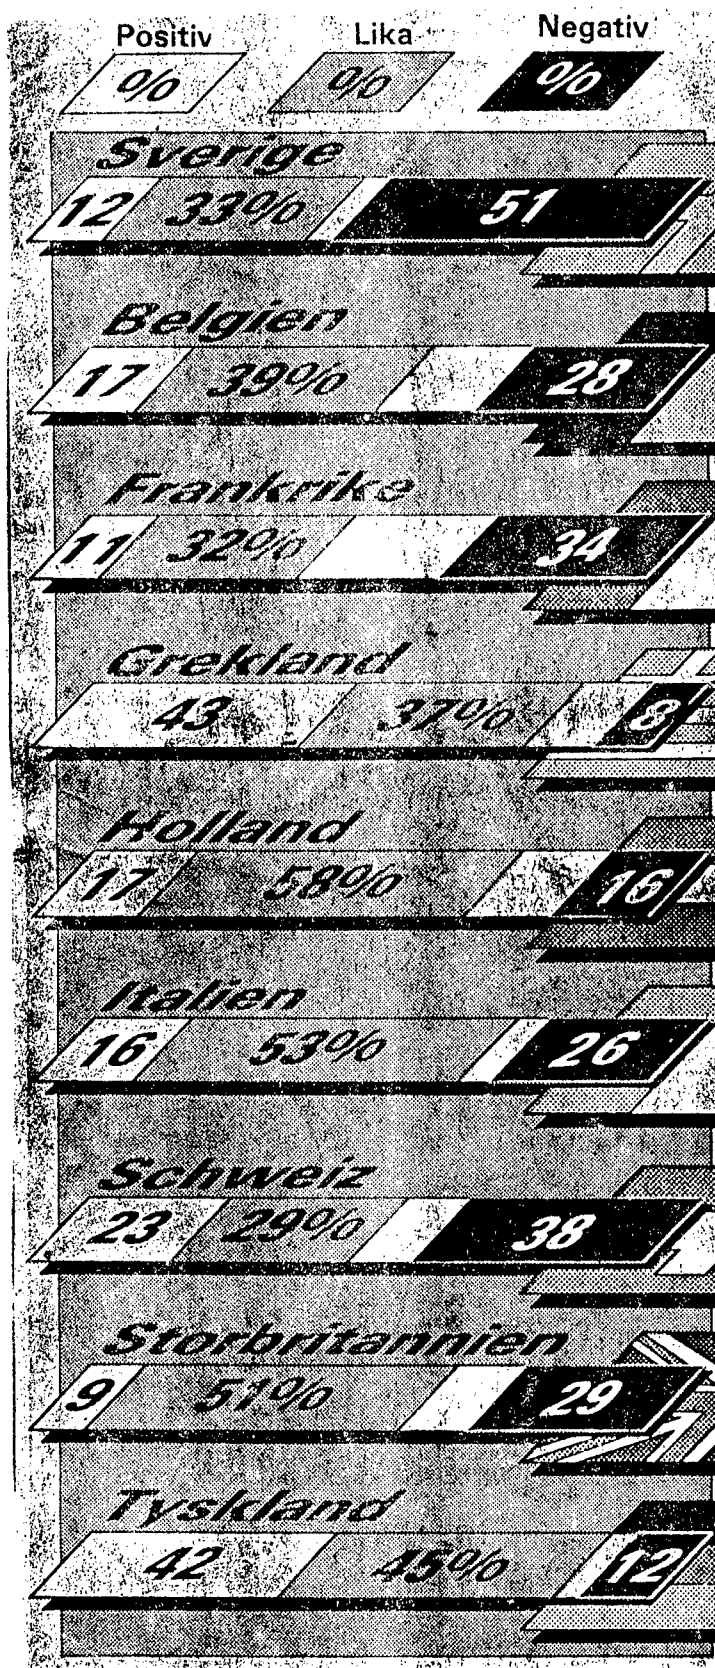 Positiv Lika Negativ
% % %
Sverige
12 33% 51
Belgien
17 39% 28
Frankrike
11 32% 34
Grekland
43 37% 8
Holland
17 58% 16
Italien
16 53% 26
Schweiz
23 29% 38
Storbritannien
9 51% 29
Tyskland
42 45% 12